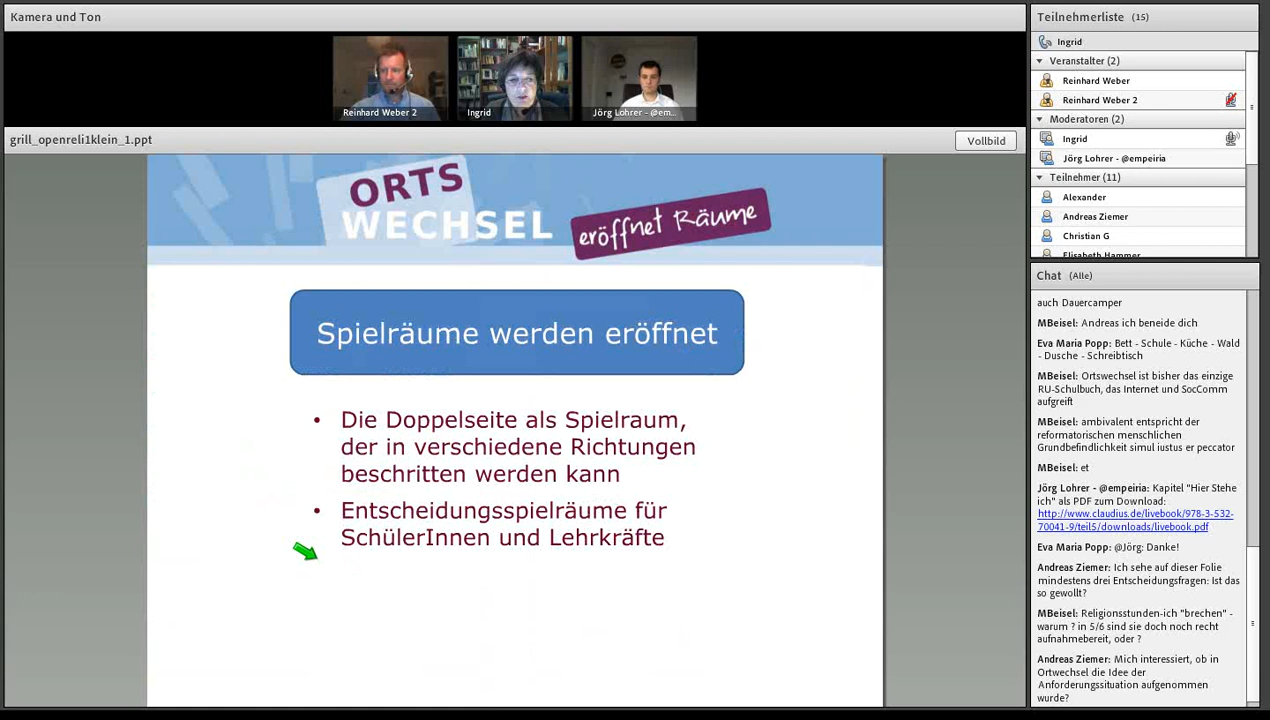 Kamera und Ton
Reinhard Weber 2
Ingrid
Jörg Lohrer - @em...
grill_openreli1klein_1.ppt
Vollbild
ORTS
WECHSEL
eröffnet Räume
Spielräume werden eröffnet
• Die Doppelseite als Spielraum,
der in verschiedene Richtungen
beschritten werden kann
• Entscheidungsspielräume für
SchülerInnen und Lehrkräfte
Teilnehmerliste (15)
Ingrid
Veranstalter (2)
Reinhard Weber
Reinhard Weber 2
Moderatoren (2)
Ingrid
Jörg Lohrer - @empeiria
Teilnehmer (11)
Alexander
Andreas Ziemer
Christian G
Elisabeth Hammer
Chat (Alle)
auch Dauercamper
MBeisel: Andreas ich beneide dich
Eva Maria Popp: Bett - Schule - Küche - Wald
- Dusche - Schreibtisch
MBeisel: Ortswechsel ist bisher das einzige
RU-Schulbuch, das Internet und SocComm
aufgreift
MBeisel: ambivalent entspricht der
reformatorischen menschlichen
Grundbefindlichkeit simul iustus er peccator
MBeisel: et
Jörg Lohrer - @empeiria: Kapitel "Hier Stehe
ich" als PDF zum Download:
http://www.claudius.de/livebook/978-3-532-
70041-9/teil5/downloads/livebook.pdf
Eva Maria Popp: @Jörg: Danke!
Andreas Ziemer: Ich sehe auf dieser Folie
mindestens drei Entscheidungsfragen: Ist das
so gewollt?
MBeisel: Religionsstunden-ich "brechen" -
warum ? in 5/6 sind sie doch noch recht
aufnahmebereit, oder ?
Andreas Ziemer: Mich interessiert, ob in
Ortwechsel die Idee der
Anforderungssituation aufgenommen
wurde?